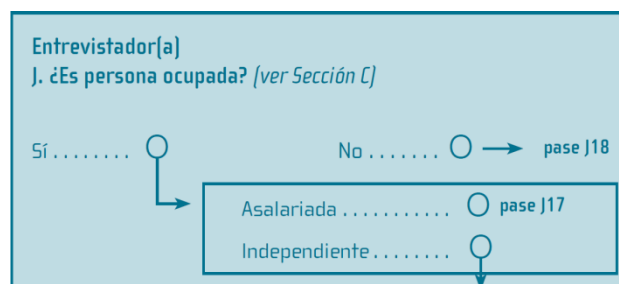 Entrevistador(a)
J. ¿Es persona ocupada? (ver Sección C)
Sí ........ No ....... pase J18
Asalariada ........... pase J17
Independiente ........